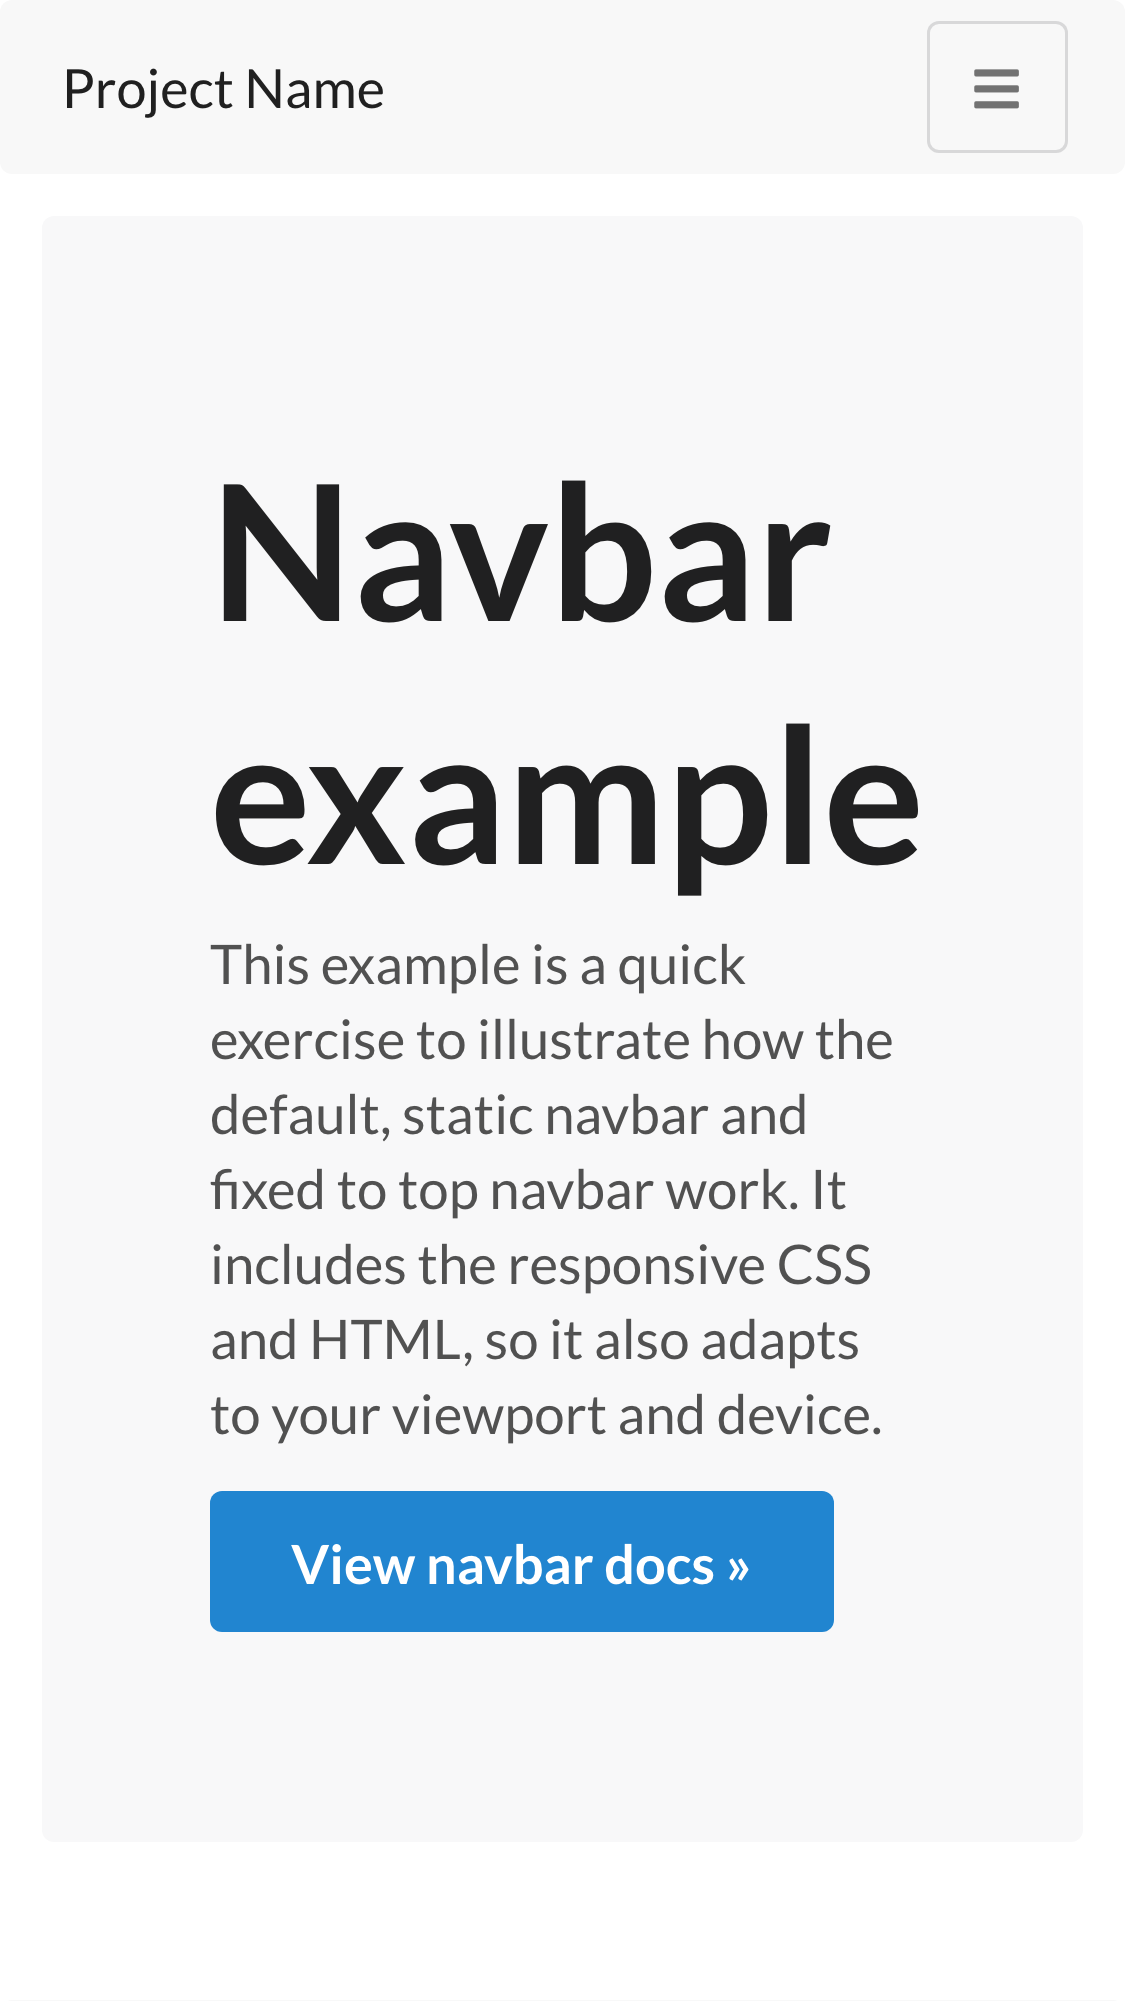 Project Name
Navbar
example
This example is a quick
exercise to illustrate how the
default, static navbar and
fixed to top navbar work. It
includes the responsive CSS
and HTML, so it also adapts
to your viewport and device.
View navbar docs »